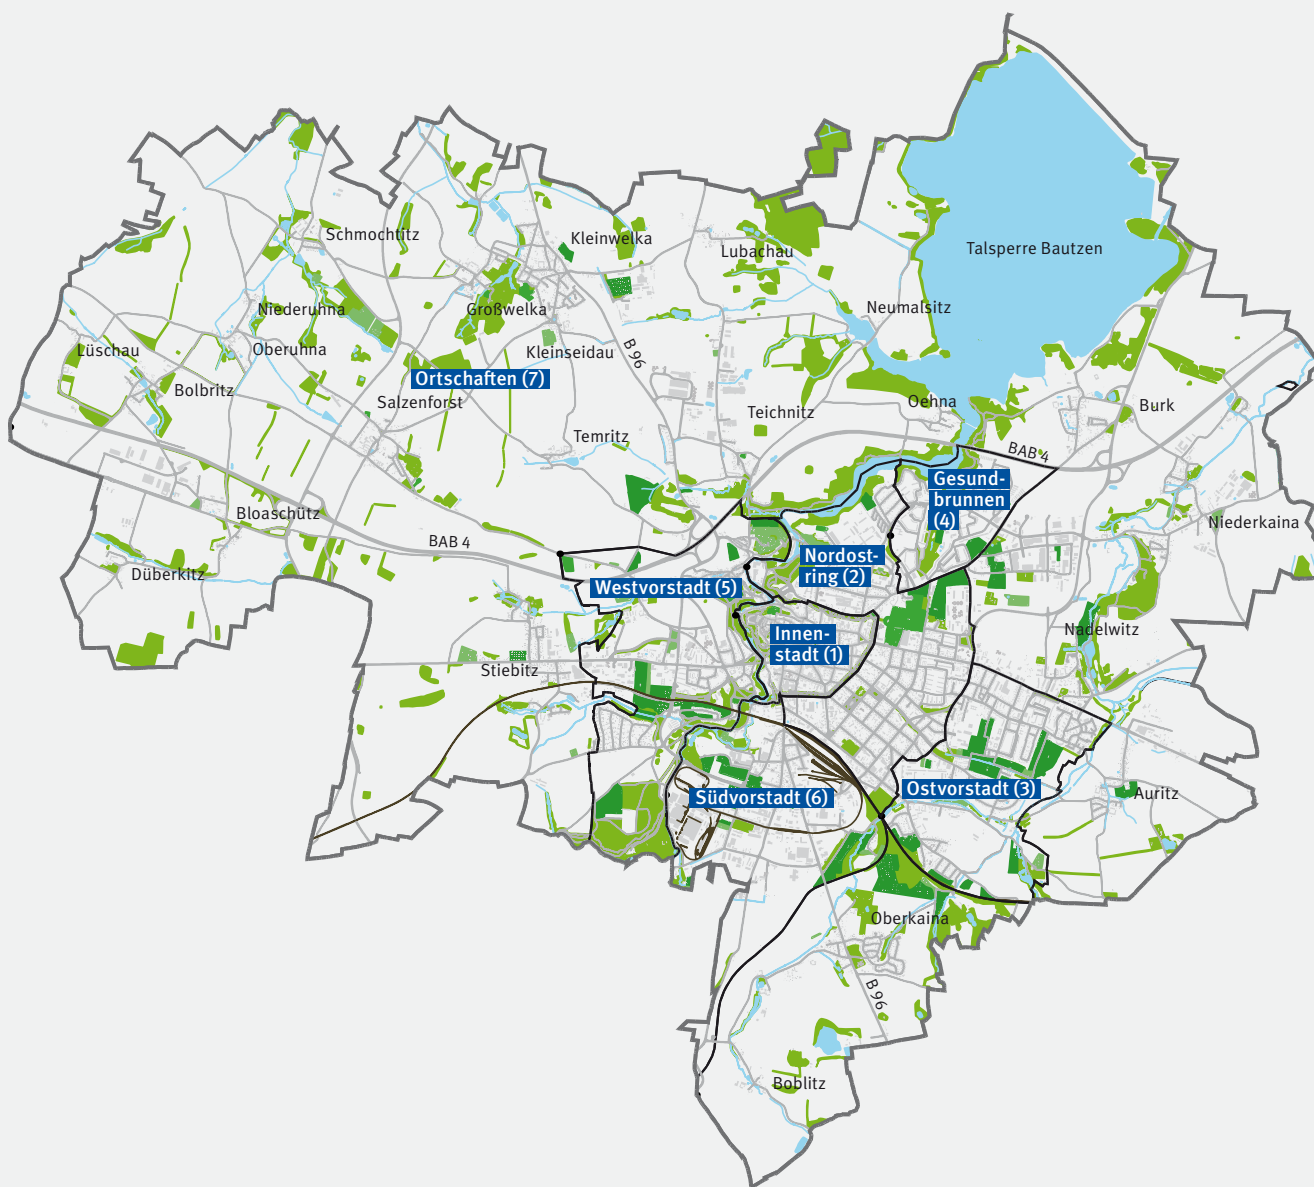 Schmochtitz
Kleinwelka
Lubachau
Talsperre Bautzen
Niederuhna
Großwelka
Neumalsitz
Lüschau
Oberuhna
Kleinseidau
B 96
Bolbritz
Ortschaften (7)
Salzenforst
Teichnitz
Oehna
Burk
Temritz
BAB 4
Gesund-
brunnen
(4)
Bloaschütz
BAB 4
Niederkaina
Düberkitz
Nordost-
ring (2)
Westvorstadt (5)
Innen-
stadt (1)
Nadelwitz
Stiebitz
Südvorstadt (6)
Ostvorstadt (3)
Auritz
Oberkaina
B 96
Boblitz